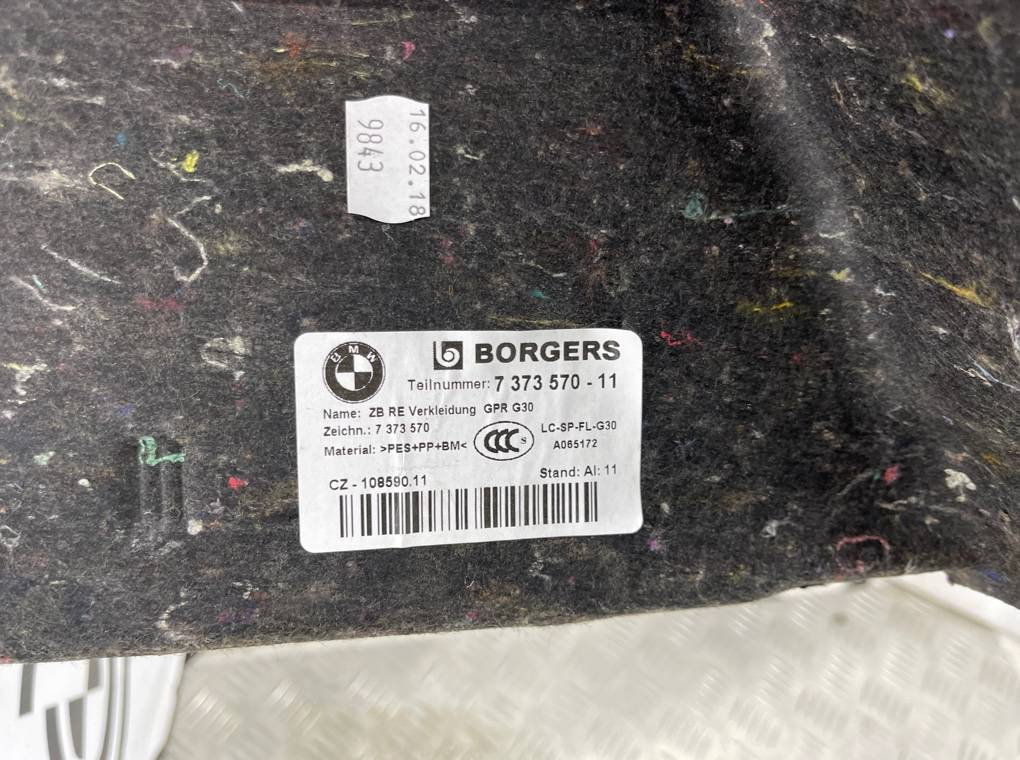 16.02.18
9843
BMW
BORGERS
Teilnummer: 7 373 570 - 11
Name: ZB RE Verkleidung GPR G30
Zeichn.: 7 373 570
LC-SP-FL-G30
Material: >PES+PP+BM<
CCC S
A065172
CZ - 108590.11
Stand: AI: 11